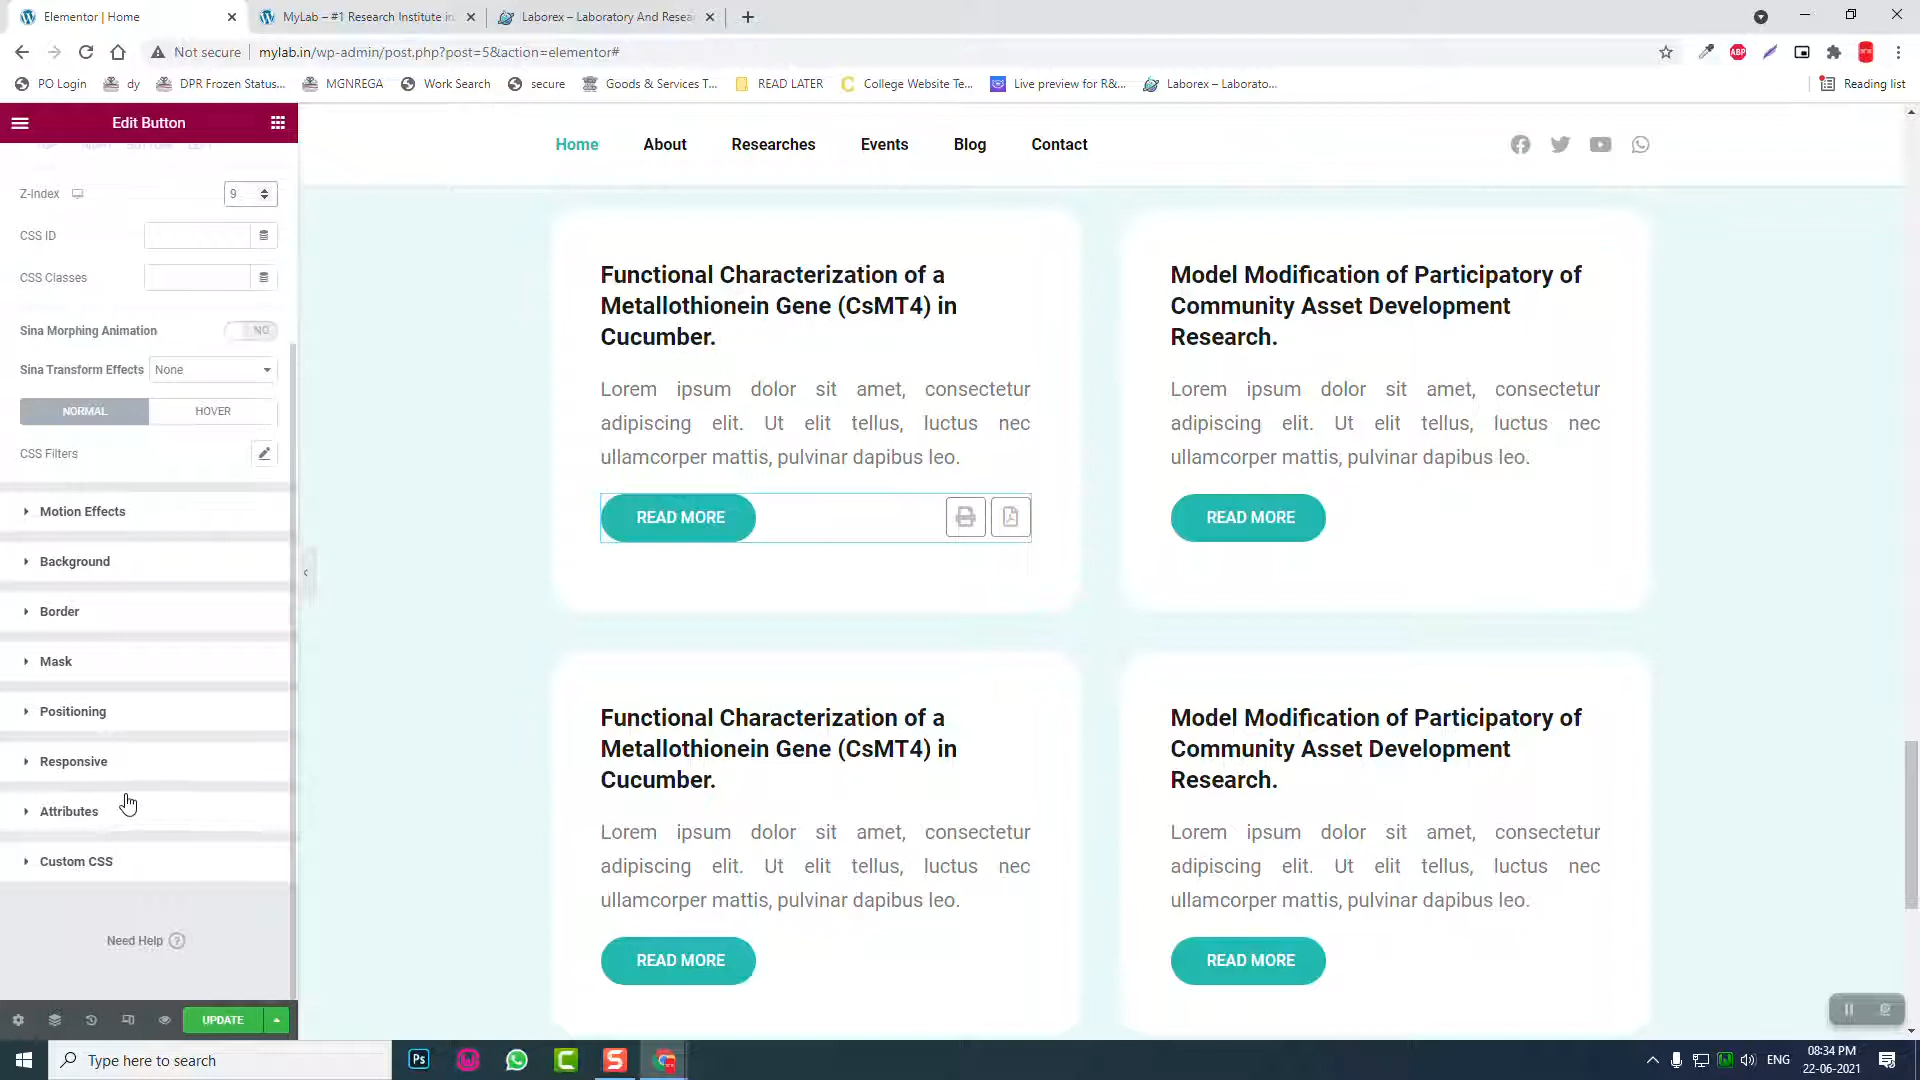 Elementor | Home
MyLab – #1 Research Institute in
Laborex – Laboratory And Resea
Not secure
mylab.in/wp-admin/post.php?post=5&action=elementor#
ABP
PO Login
dy
DPR Frozen Status...
MGNREGA
Work Search
secure
Goods & Services T...
READ LATER
College Website Te...
Live preview for R&...
Laborex – Laborato...
Reading list
Edit Button
RIGHT BOTTOM LEFT
Z-Index
9
CSS ID
CSS Classes
Sina Morphing Animation
NO
Sina Transform Effects
None
NORMAL
HOVER
CSS Filters
Motion Effects
Background
Border
Mask
Positioning
Responsive
Attributes
Custom CSS
Need Help
UPDATE
Home
About
Researches
Events
Blog
Contact
Functional Characterization of a
Metallothionein Gene (CsMT4) in
Cucumber.
Lorem ipsum dolor sit amet, consectetur
adipiscing elit. Ut elit tellus, luctus nec
ullamcorper mattis, pulvinar dapibus leo.
READ MORE
Model Modification of Participatory of
Community Asset Development
Research.
Lorem ipsum dolor sit amet, consectetur
adipiscing elit. Ut elit tellus, luctus nec
ullamcorper mattis, pulvinar dapibus leo.
READ MORE
Functional Characterization of a
Metallothionein Gene (CsMT4) in
Cucumber.
Lorem ipsum dolor sit amet, consectetur
adipiscing elit. Ut elit tellus, luctus nec
ullamcorper mattis, pulvinar dapibus leo.
READ MORE
Model Modification of Participatory of
Community Asset Development
Research.
Lorem ipsum dolor sit amet, consectetur
adipiscing elit. Ut elit tellus, luctus nec
ullamcorper mattis, pulvinar dapibus leo.
READ MORE
Type here to search
Ps
ENG
08:34 PM
22-06-2021